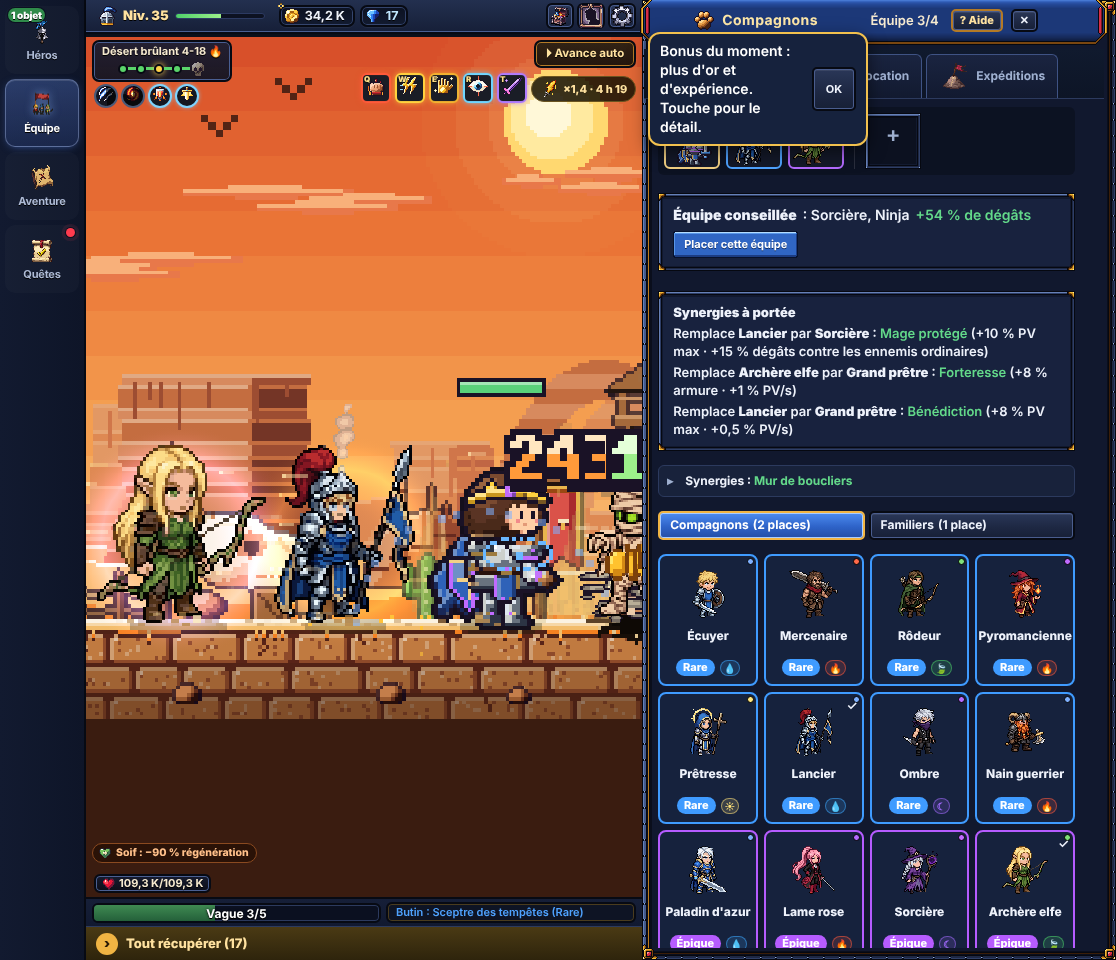 1 objet
Héros
Équipe
Aventure
Quêtes
Niv. 35
34,2 K
17
Désert brûlant 4-18
Avance auto
×1,4 · 4 h 19
2431
Soif : −90 % régénération
109,3 K/109,3 K
Vague 3/5
Butin : Sceptre des tempêtes (Rare)
Tout récupérer (17)
Compagnons
Équipe 3/4
? Aide
×
Bonus du moment :
plus d'or et
d'expérience.
Touche pour le
détail.
OK
ocation
Expéditions
+
Équipe conseillée : Sorcière, Ninja +54 % de dégâts
Placer cette équipe
Synergies à portée
Remplace Lancier par Sorcière : Mage protégé (+10 % PV
max · +15 % dégâts contre les ennemis ordinaires)
Remplace Archère elfe par Grand prêtre : Forteresse (+8 %
armure · +1 % PV/s)
Remplace Lancier par Grand prêtre : Bénédiction (+8 % PV
max · +0,5 % PV/s)
Synergies : Mur de boucliers
Compagnons (2 places)
Familiers (1 place)
Écuyer
Mercenaire
Rôdeur
Pyromancienne
Rare
Rare
Rare
Rare
Prêtresse
Lancier
Ombre
Nain guerrier
Rare
Rare
Rare
Rare
Paladin d'azur
Lame rose
Sorcière
Archère elfe
Épique
Épique
Épique
Épique